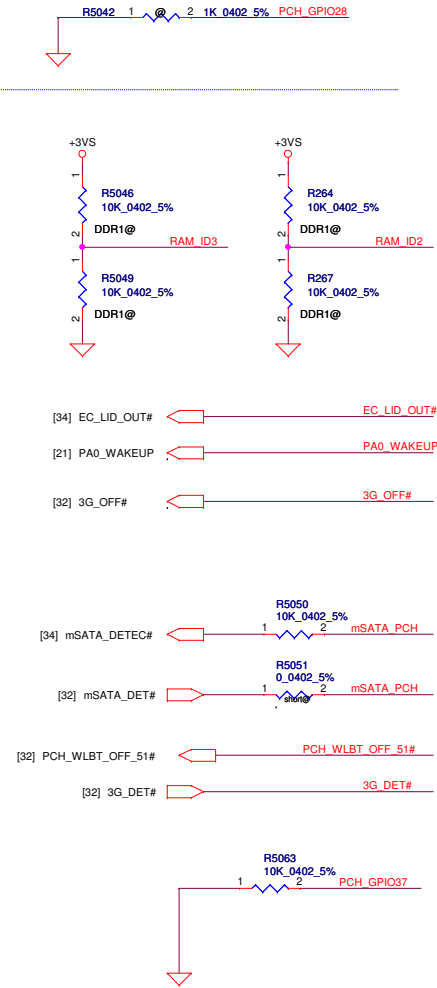 R5042 1 @ 2 1K_0402_5% PCH_GPIO28
+3VS +3VS
1 1
R5046 R264
10K_0402_5% 10K_0402_5%
2 DDR1@ 2 DDR1@
RAM_ID3 RAM_ID2
1 1
R5049 R267
10K_0402_5% 10K_0402_5%
2 DDR1@ 2 DDR1@
[34] EC_LID_OUT# EC_LID_OUT#
[21] PA0_WAKEUP PA0_WAKEUP
[32] 3G_OFF# 3G_OFF#
R5050
10K_0402_5%
[34] mSATA_DETEC# 1 2 mSATA_PCH
R5051
0_0402_5%
[32] mSATA_DET# 1 2 mSATA_PCH
short@
[32] PCH_WLBT_OFF_51# PCH_WLBT_OFF_51#
[32] 3G_DET# 3G_DET#
R5063
10K_0402_5%
1 2 PCH_GPIO37